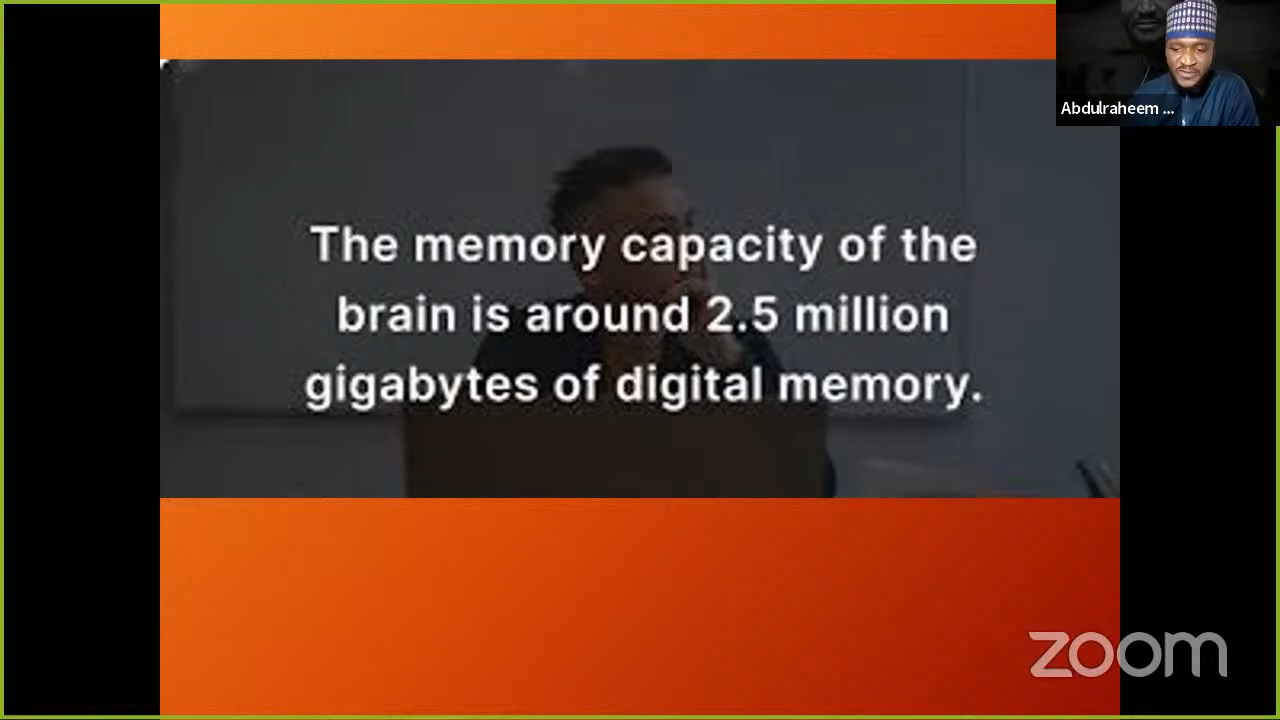 Abdulraheem ...
The memory capacity of the
brain is around 2.5 million
gigabytes of digital memory.
zoom